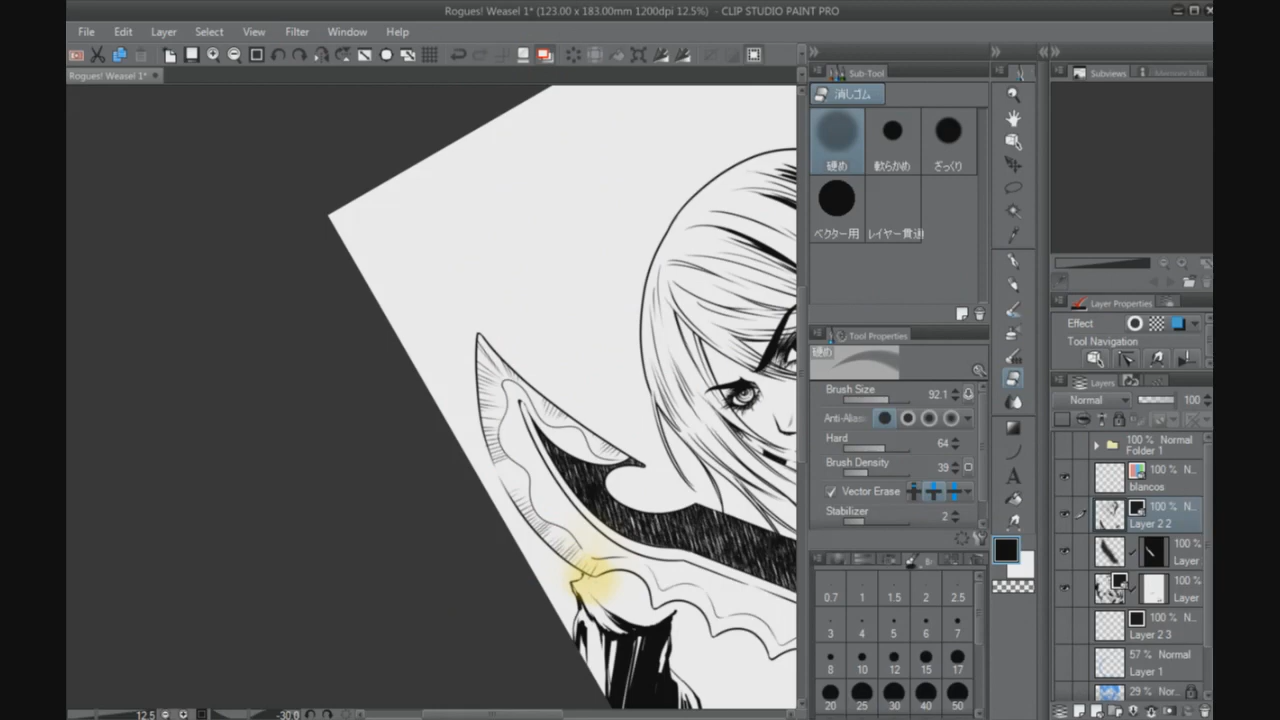 Rogues! Weasel 1* (123.00 x 183.00mm 1200dpi 12.5%) - CLIP STUDIO PAINT PRO
File Edit Layer Select View Filter Window Help
Rogues! Weasel 1*
Sub-Tool
消しゴム
硬め 軟らかめ ざっくり
ベクター用 レイヤー貫通
Tool Properties
硬め
Brush Size 92.1
Anti-Alias
Hard 64
Brush Density 39
Vector Erase
Stabilizer 2
0.7 1 1.5 2 2.5
3 4 5 6 7
8 10 12 15 17
20 25 30 40 50
Subviews
Layer Properties
Effect
Tool Navigation
Layers
Normal 100
100 % Normal
Folder 1
100 % N..
blancos
100 % N..
Layer 2 2
100 %
Layer
100 %
Layer
100 % N..
Layer 2 3
57 % Normal
Layer 1
29 % Nor..
12.5 -30.0